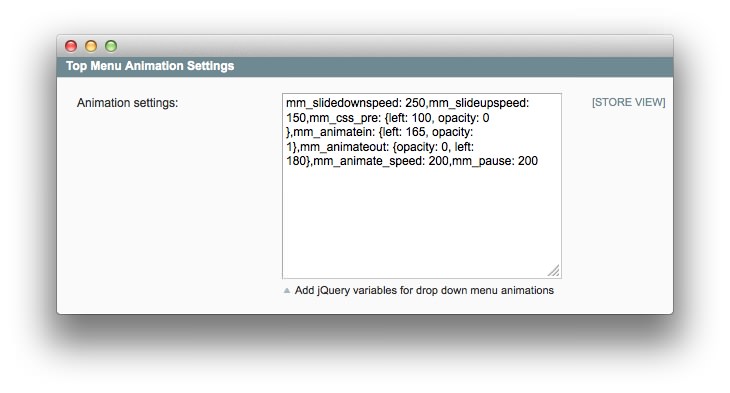 Top Menu Animation Settings
Animation settings:
mm_slidedownspeed: 250,mm_slideupspeed:
150,mm_css_pre: {left: 100, opacity: 0
},mm_animatein: {left: 165, opacity:
1},mm_animateout: {opacity: 0, left:
180},mm_animate_speed: 200,mm_pause: 200
[STORE VIEW]
Add jQuery variables for drop down menu animations